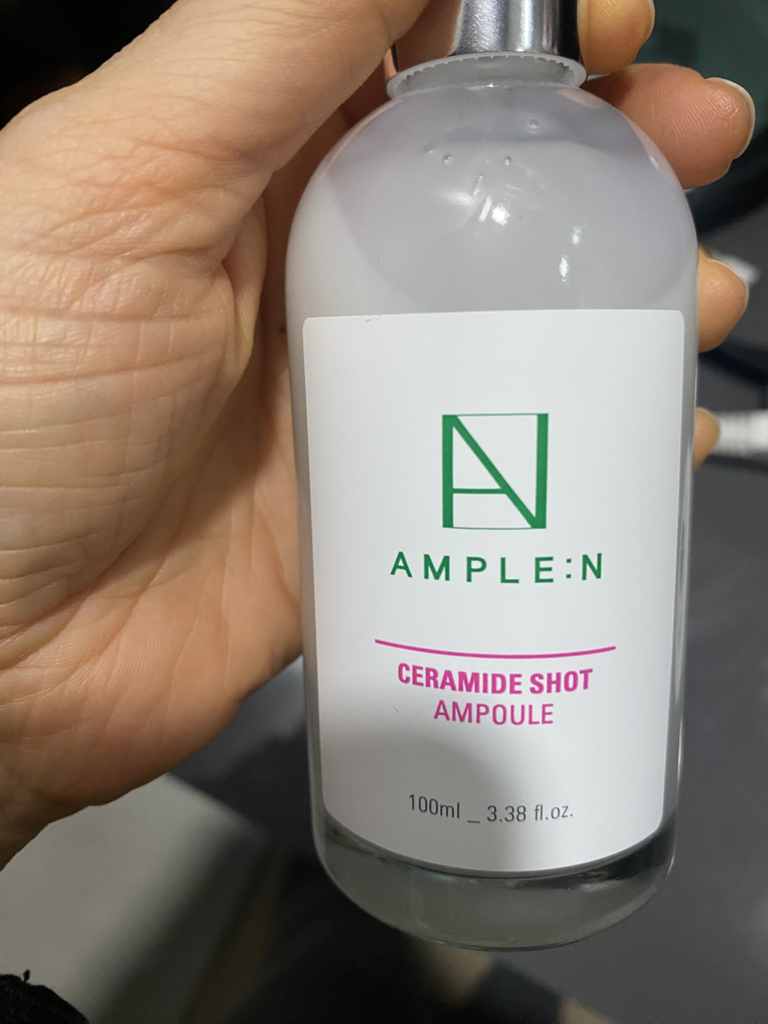 AMPLE:N
CERAMIDE SHOT
AMPOULE
100ml _ 3.38 fl.oz.